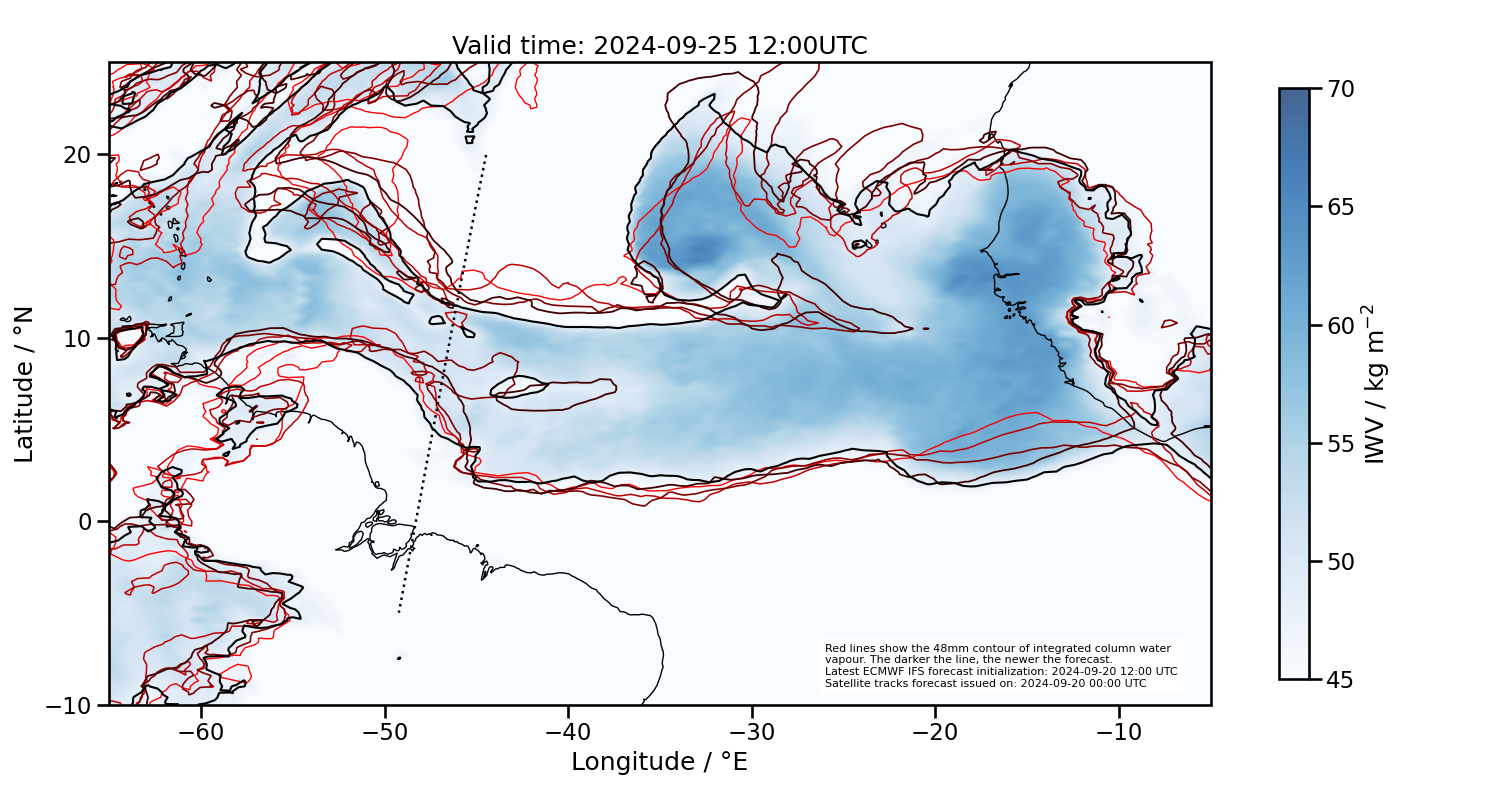 Valid time: 2024-09-25 12:00UTC
20
10
0
−10
Latitude / °N
−60
−50
−40
−30
−20
−10
Longitude / °E
70
65
60
55
50
45
IWV / kg m⁻²
Red lines show the 48mm contour of integrated column water
vapour. The darker the line, the newer the forecast.
Latest ECMWF IFS forecast initialization: 2024-09-20 12:00 UTC
Satellite tracks forecast issued on: 2024-09-20 00:00 UTC